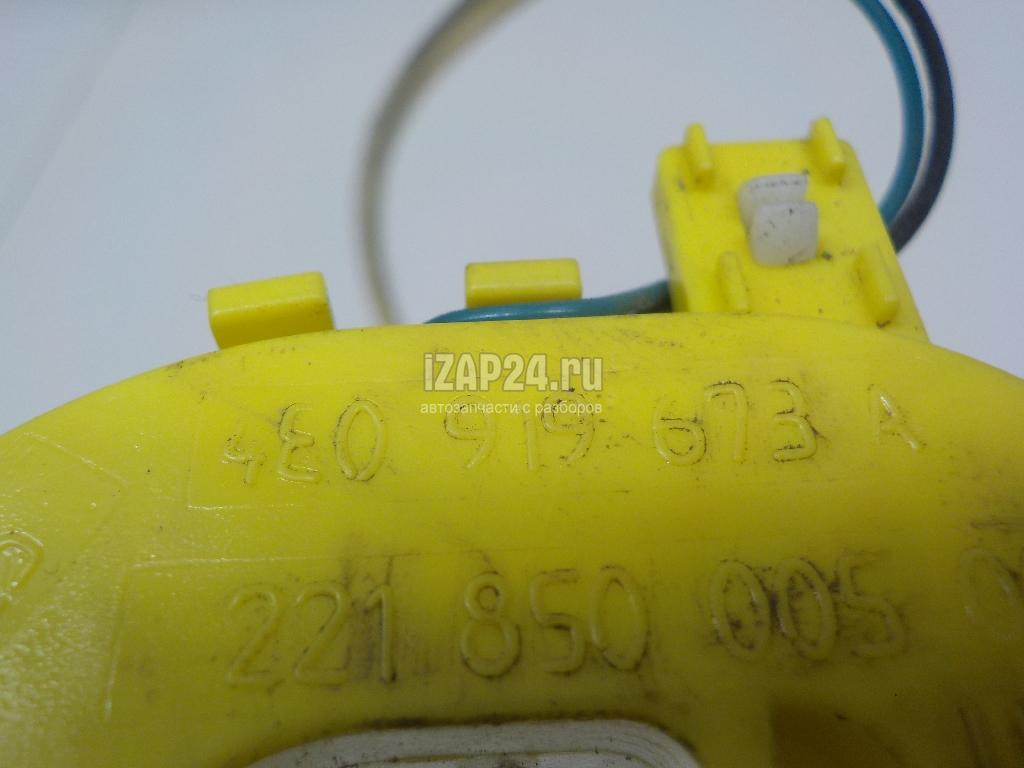 iZAP24.ru
автозапчасти с разборов
4E0 919 673 A
221 850 005